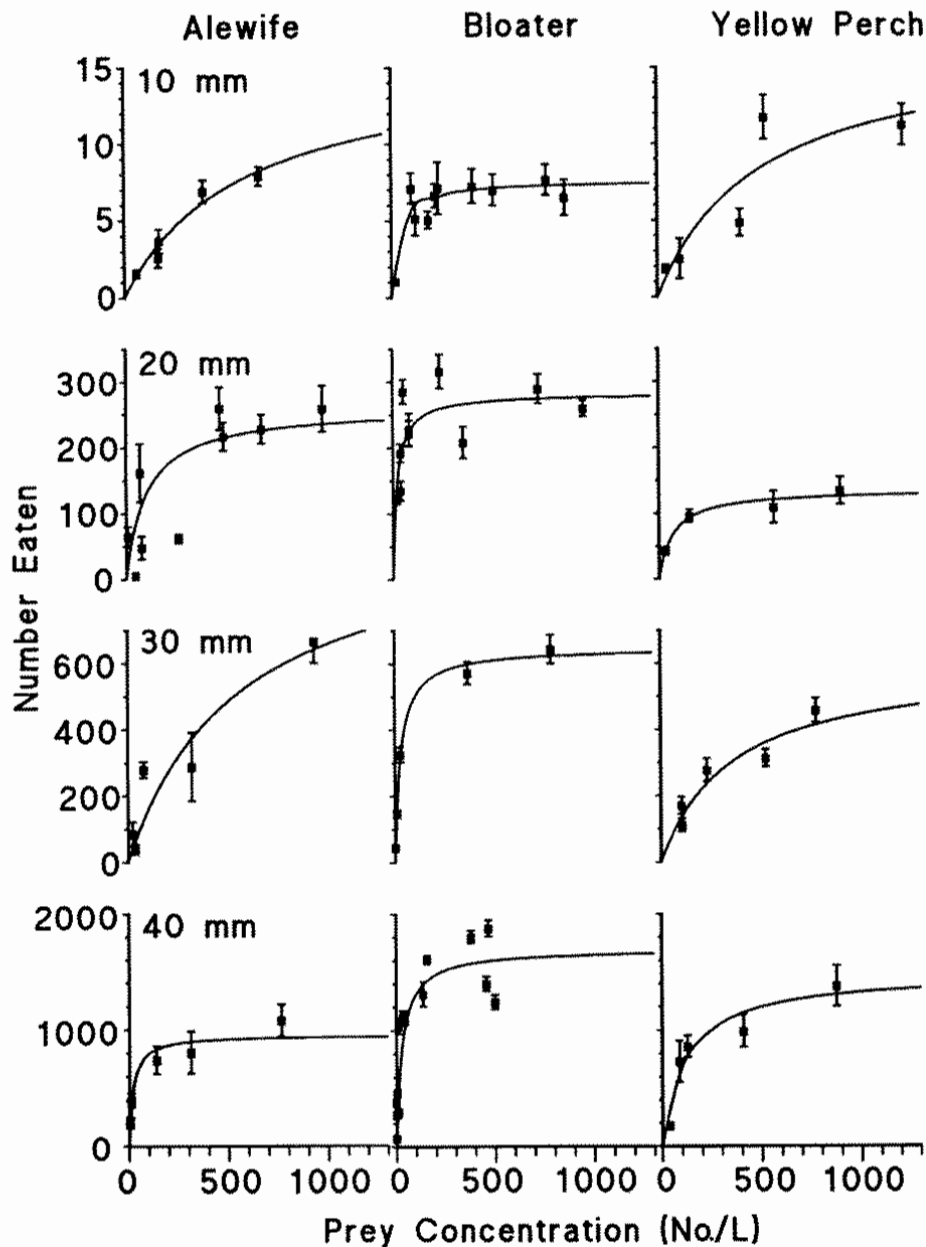 Alewife Bloater Yellow Perch
10 mm
15
10
5
0
20 mm
300
200
100
0
30 mm
600
400
200
0
40 mm
2000
1000
0
Number Eaten
0 500 1000 0 500 1000 0 500 1000
Prey Concentration (No./L)